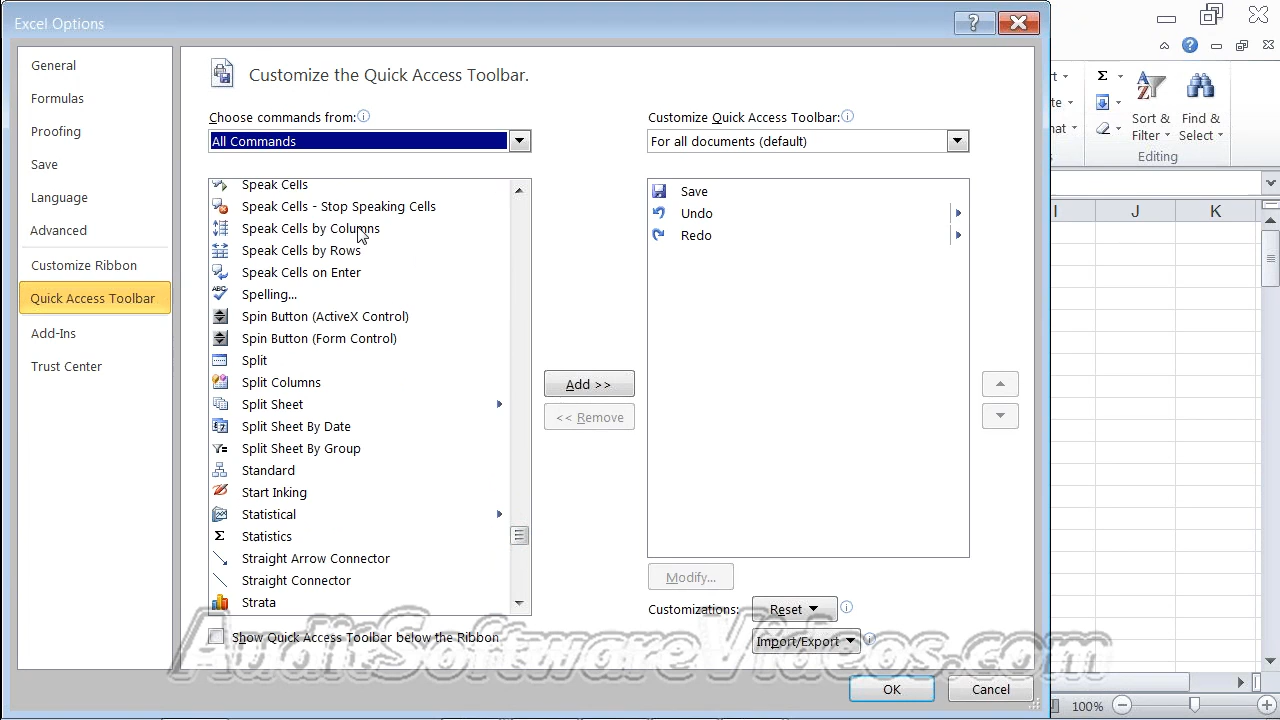 Excel Options
General
Formulas
Proofing
Save
Language
Advanced
Customize Ribbon
Quick Access Toolbar
Add-Ins
Trust Center
Customize the Quick Access Toolbar.
Choose commands from:
All Commands
Speak Cells
Speak Cells - Stop Speaking Cells
Speak Cells by Columns
Speak Cells by Rows
Speak Cells on Enter
Spelling...
Spin Button (ActiveX Control)
Spin Button (Form Control)
Split
Split Columns
Split Sheet
Split Sheet By Date
Split Sheet By Group
Standard
Start Inking
Statistical
Statistics
Straight Arrow Connector
Straight Connector
Strata
Show Quick Access Toolbar below the Ribbon
Add >>
<< Remove
Customize Quick Access Toolbar:
For all documents (default)
Save
Undo
Redo
Modify...
Customizations: Reset
Import/Export
OK Cancel
Sort & Filter
Find & Select
Editing
I J K
100%
AuditSoftwareVideos.com